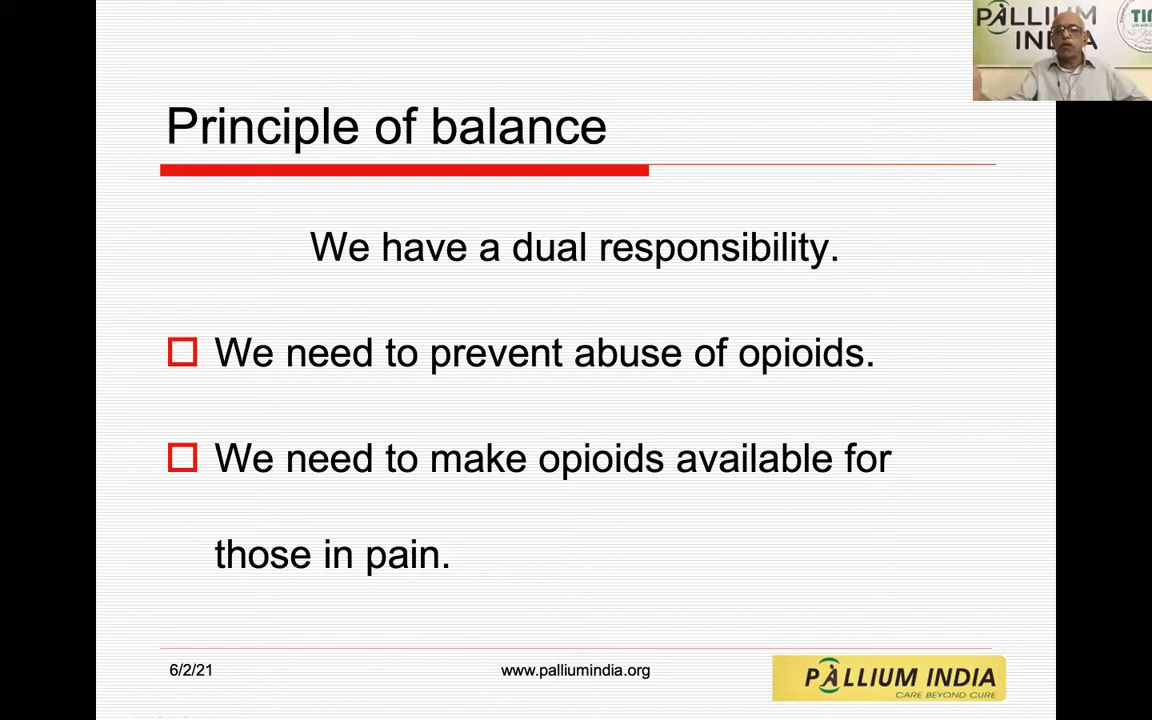 PALLIUM
INDIA
Principle of balance
We have a dual responsibility.
We need to prevent abuse of opioids.
We need to make opioids available for
those in pain.
6/2/21
www.palliumindia.org
PALLIUM INDIA
CARE BEYOND CURE